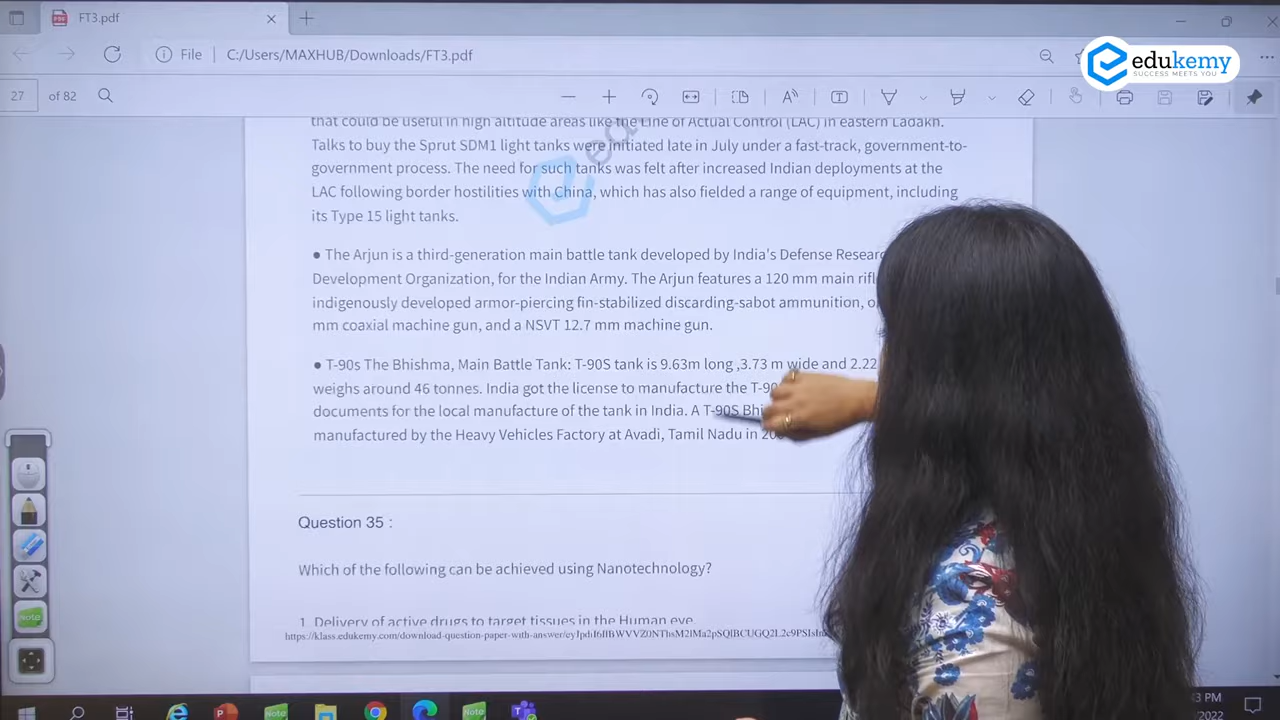 FT3.pdf
File
C:/Users/MAXHUB/Downloads/FT3.pdf
edukemy
SUCCESS MEETS YOU
27
of 82
that could be useful in high altitude areas like the Line of Actual Control (LAC) in eastern Ladakh.
Talks to buy the Sprut SDM1 light tanks were initiated late in July under a fast-track, government-to-
government process. The need for such tanks was felt after increased Indian deployments at the
LAC following border hostilities with China, which has also fielded a range of equipment, including
its Type 15 light tanks.
● The Arjun is a third-generation main battle tank developed by India's Defense
Development Organization, for the Indian Army. The Arjun features a 120 mm main
indigenously developed armor-piercing fin-stabilized discarding-sabot ammunition,
mm coaxial machine gun, and a NSVT 12.7 mm machine gun.
● T-90s The Bhishma, Main Battle Tank: T-90S tank is 9.63m long ,3.73 m wide and 2.22
weighs around 46 tonnes. India got the license to manufacture the
documents for the local manufacture of the tank in India. A T-90S
manufactured by the Heavy Vehicles Factory at Avadi, Tamil Nadu in
Question 35 :
Which of the following can be achieved using Nanotechnology?
1. Delivery of active drugs to target tissues in the Human eye.
Note
Note
Note